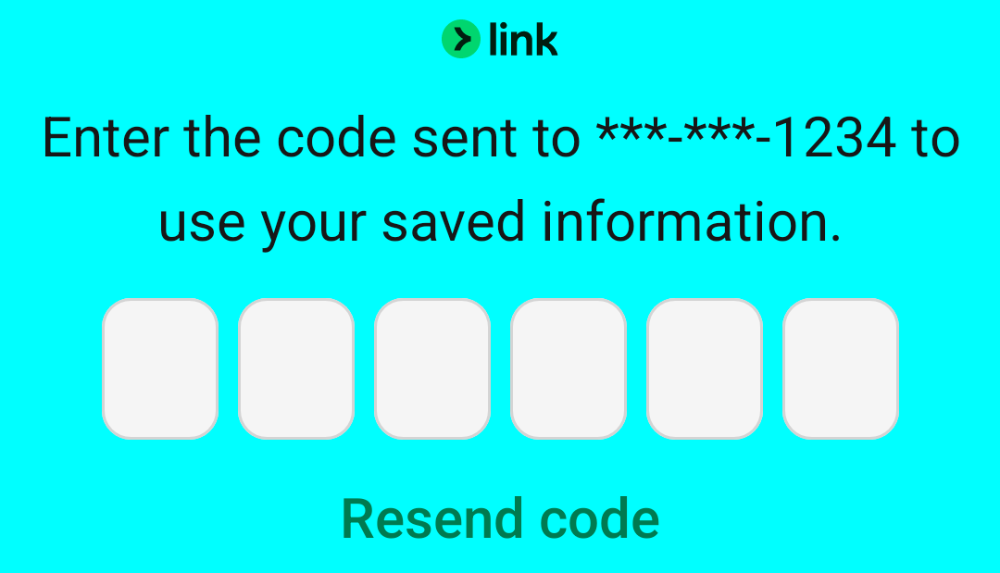 link
Enter the code sent to ***-***-1234 to
use your saved information.
Resend code